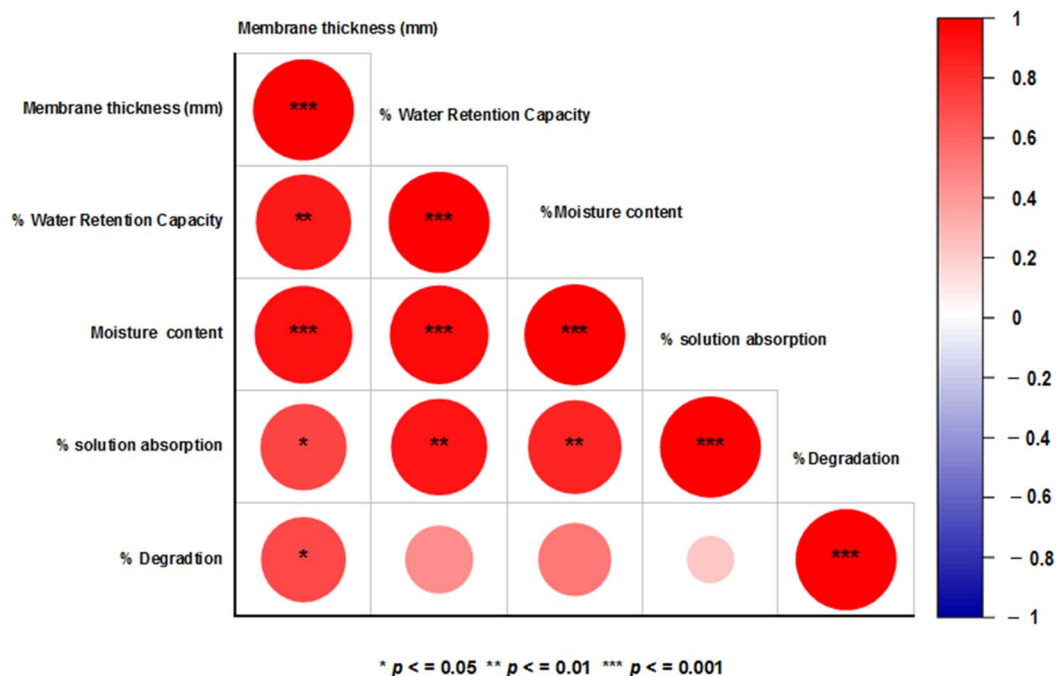 Membrane thickness (mm)
Membrane thickness (mm)
***
% Water Retention Capacity
% Water Retention Capacity
**
***
%Moisture content
Moisture content
***
***
***
% solution absorption
% solution absorption
*
**
**
***
%Degradation
% Degradtion
*
***
1
0.8
0.6
0.4
0.2
0
– 0.2
– 0.4
– 0.6
– 0.8
– 1
* p < = 0.05 ** p < = 0.01 *** p < = 0.001